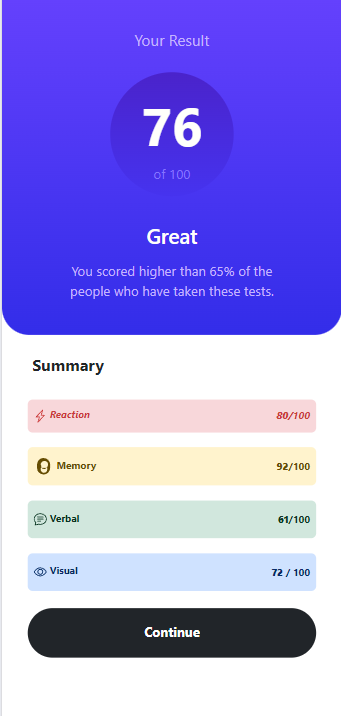 Your Result
76
of 100
Great
You scored higher than 65% of the
people who have taken these tests.
Summary
Reaction 80/100
Memory 92/100
Verbal 61/100
Visual 72 / 100
Continue